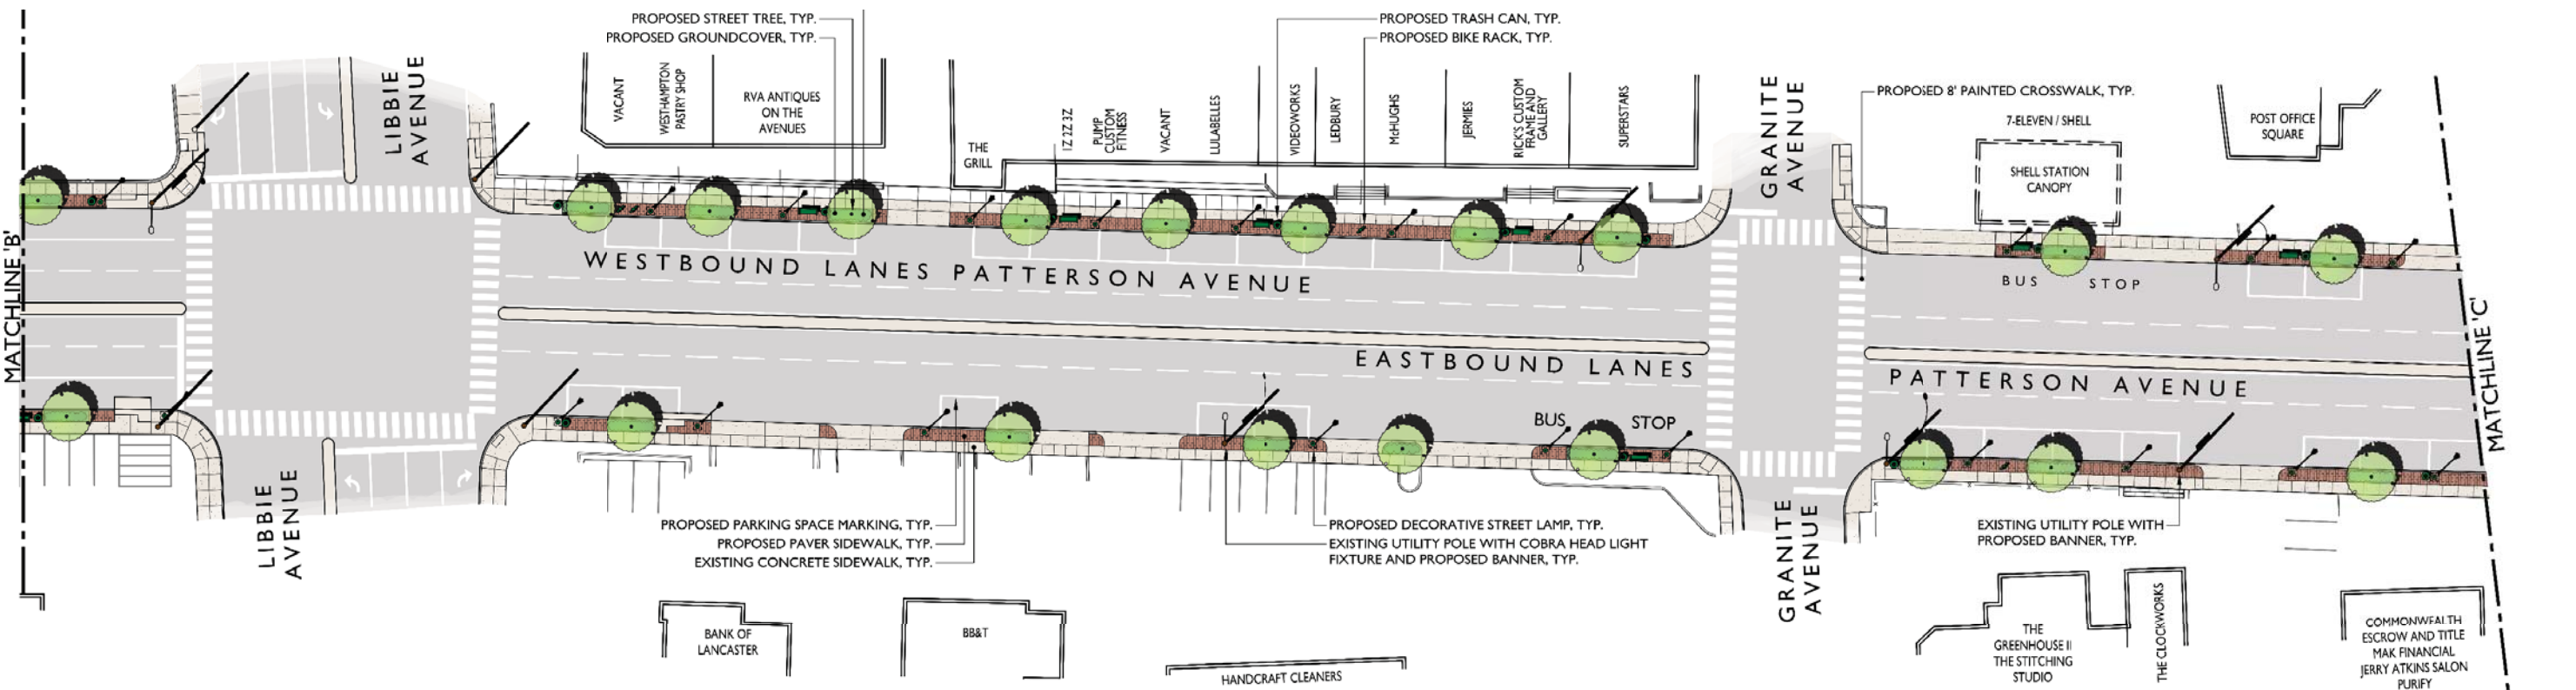 PROPOSED STREET TREE, TYP.
PROPOSED GROUNDCOVER, TYP.
PROPOSED TRASH CAN, TYP.
PROPOSED BIKE RACK, TYP.
PROPOSED 8' PAINTED CROSSWALK, TYP.
MATCHLINE 'B'
LIBBIE
AVENUE
VACANT
WESTHAMPTON
PASTRY SHOP
RVA ANTIQUES
ON THE
AVENUES
THE
GRILL
1Z 2Z 3Z
PUMP
CUSTOM
FITNESS
VACANT
LULABELLES
VIDEOWORKS
LEDBURY
McHUGHS
JERMIES
RICK'S CUSTOM
FRAME AND
GALLERY
SUPERSTARS
GRANITE
AVENUE
7-ELEVEN / SHELL
SHELL STATION
CANOPY
POST OFFICE
SQUARE
WESTBOUND LANES PATTERSON AVENUE
BUS STOP
EASTBOUND LANES
PATTERSON AVENUE
MATCHLINE 'C'
BUS STOP
LIBBIE
AVENUE
PROPOSED PARKING SPACE MARKING, TYP.
PROPOSED PAVER SIDEWALK, TYP.
EXISTING CONCRETE SIDEWALK, TYP.
PROPOSED DECORATIVE STREET LAMP, TYP.
EXISTING UTILITY POLE WITH COBRA HEAD LIGHT
FIXTURE AND PROPOSED BANNER, TYP.
GRANITE
AVENUE
EXISTING UTILITY POLE WITH
PROPOSED BANNER, TYP.
BANK OF
LANCASTER
BB&T
HANDCRAFT CLEANERS
THE
GREENHOUSE II
THE STITCHING
STUDIO
THE CLOCKWORKS
COMMONWEALTH
ESCROW AND TITLE
MAK FINANCIAL
JERRY ATKINS SALON
PURIFY